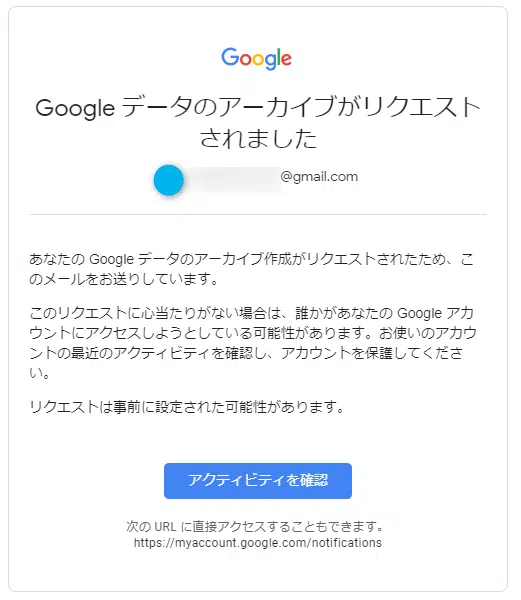 Google
Google データのアーカイブがリクエスト
されました
@gmail.com
あなたの Google データのアーカイブ作成がリクエストされたため、こ
のメールをお送りしています。
このリクエストに心当たりがない場合は、誰かがあなたの Google アカ
ウントにアクセスしようとしている可能性があります。お使いのアカウ
ントの最近のアクティビティを確認し、アカウントを保護してくださ
い。
リクエストは事前に設定された可能性があります。
アクティビティを確認
次の URL に直接アクセスすることもできます。
https://myaccount.google.com/notifications